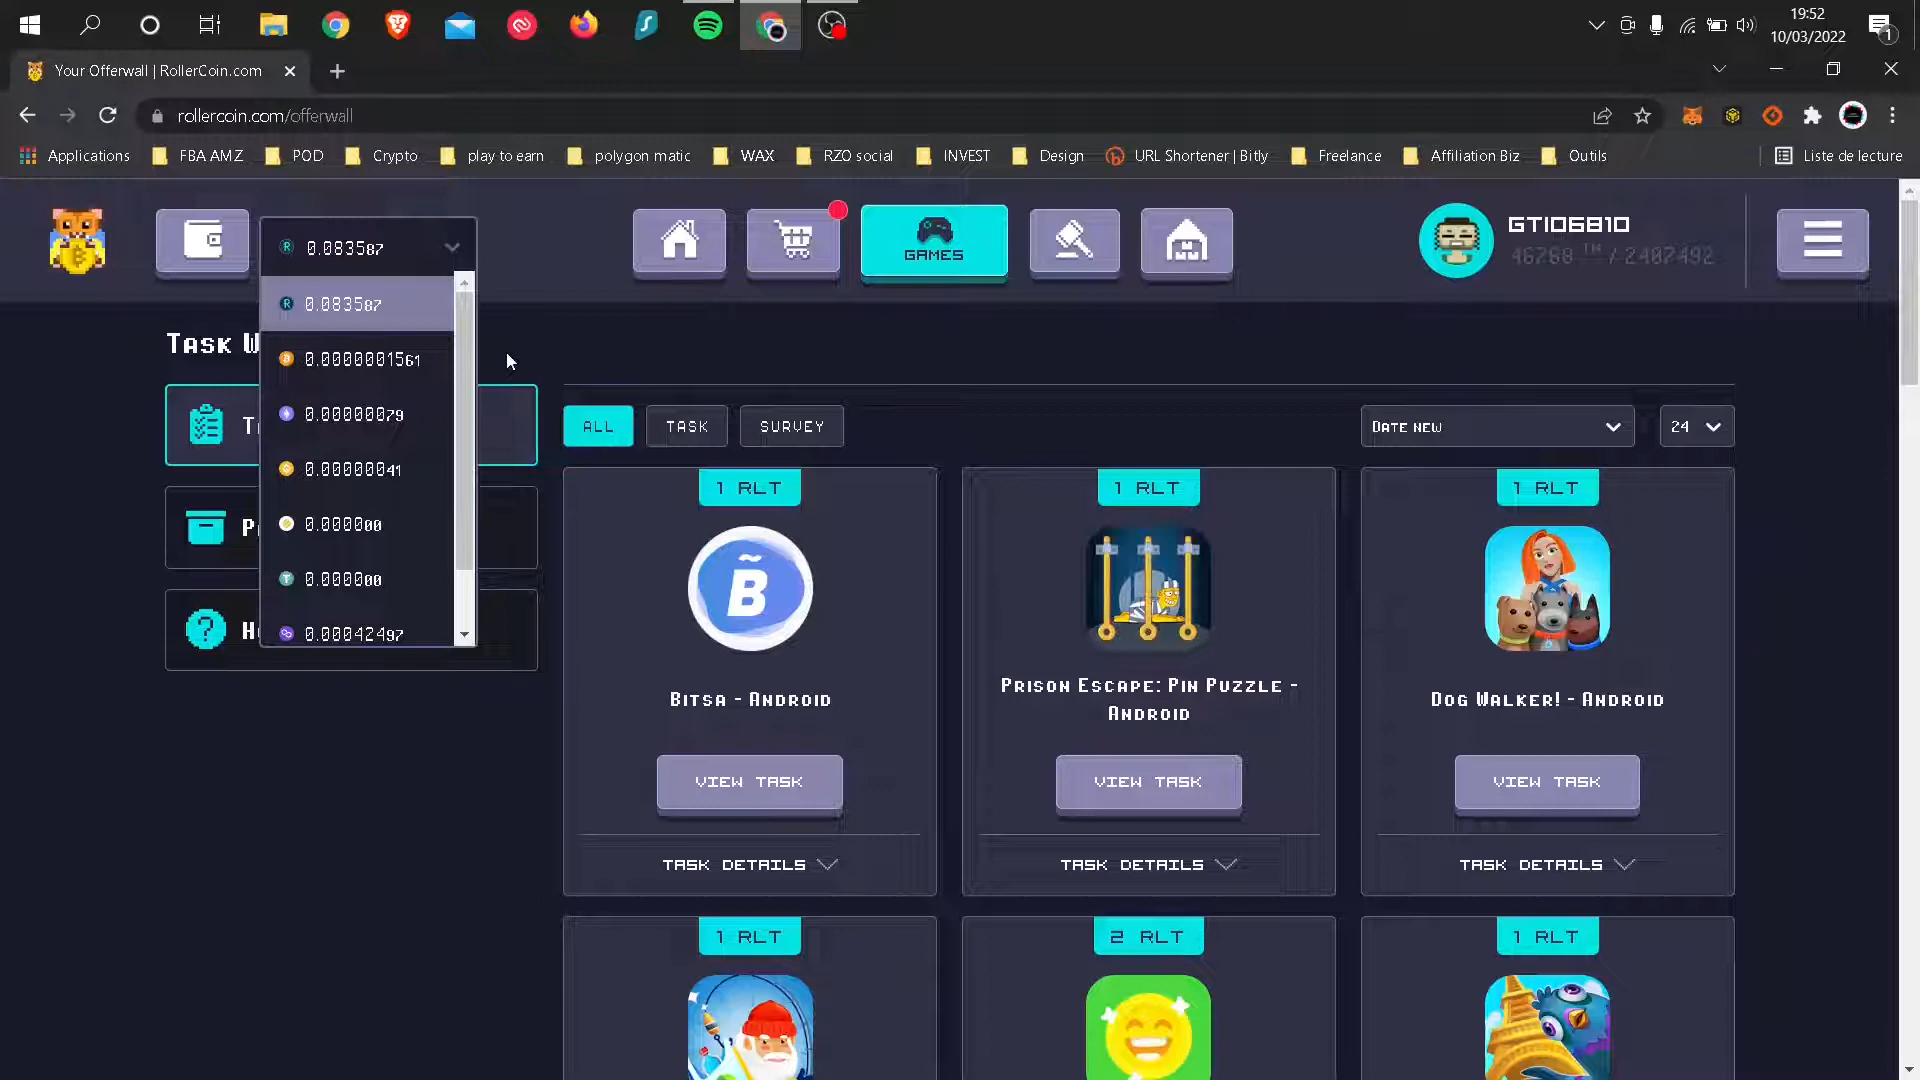 19:52
10/03/2022
1
Your Offerwall | RollerCoin.com
rollercoin.com/offerwall
Applications FBA AMZ POD Crypto play to earn polygon matic WAX RZO social INVEST Design URL Shortener | Bitly Freelance Affiliation Biz Outils Liste de lecture
0.083587
GAMES
GTI06810
46768 TH / 2407492
0.083587
0.0000001561
0.00000079
0.00000041
0.000000
0.000000
0.00042497
Task W
ALL TASK SURVEY Date new 24
1 RLT
Bitsa - Android
VIEW TASK
TASK DETAILS
1 RLT
Prison Escape: Pin Puzzle -
Android
VIEW TASK
TASK DETAILS
1 RLT
Dog Walker! - Android
VIEW TASK
TASK DETAILS
1 RLT
2 RLT
1 RLT